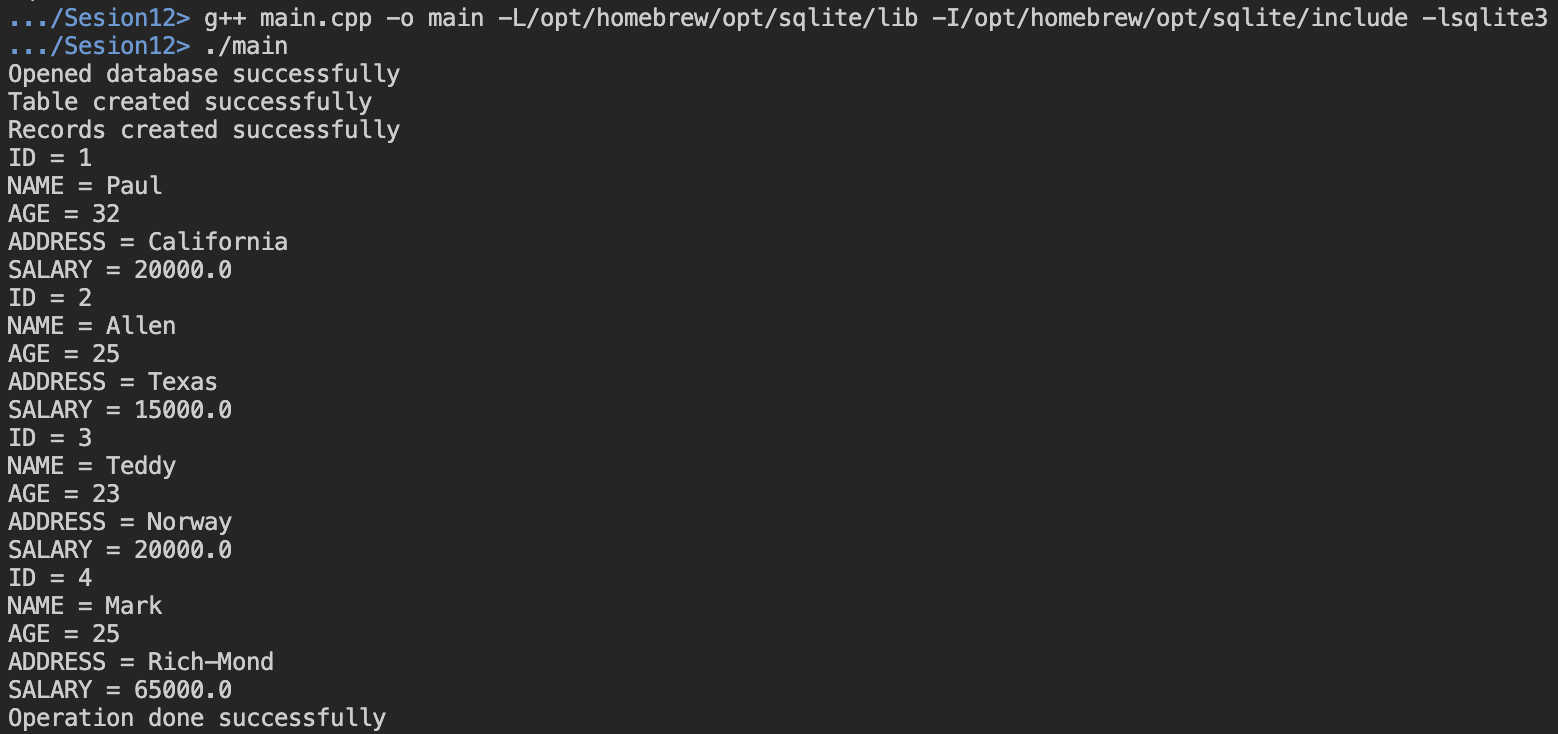 .../Sesion12> g++ main.cpp -o main -L/opt/homebrew/opt/sqlite/lib -I/opt/homebrew/opt/sqlite/include -lsqlite3
.../Sesion12> ./main
Opened database successfully
Table created successfully
Records created successfully
ID = 1
NAME = Paul
AGE = 32
ADDRESS = California
SALARY = 20000.0
ID = 2
NAME = Allen
AGE = 25
ADDRESS = Texas
SALARY = 15000.0
ID = 3
NAME = Teddy
AGE = 23
ADDRESS = Norway
SALARY = 20000.0
ID = 4
NAME = Mark
AGE = 25
ADDRESS = Rich-Mond
SALARY = 65000.0
Operation done successfully